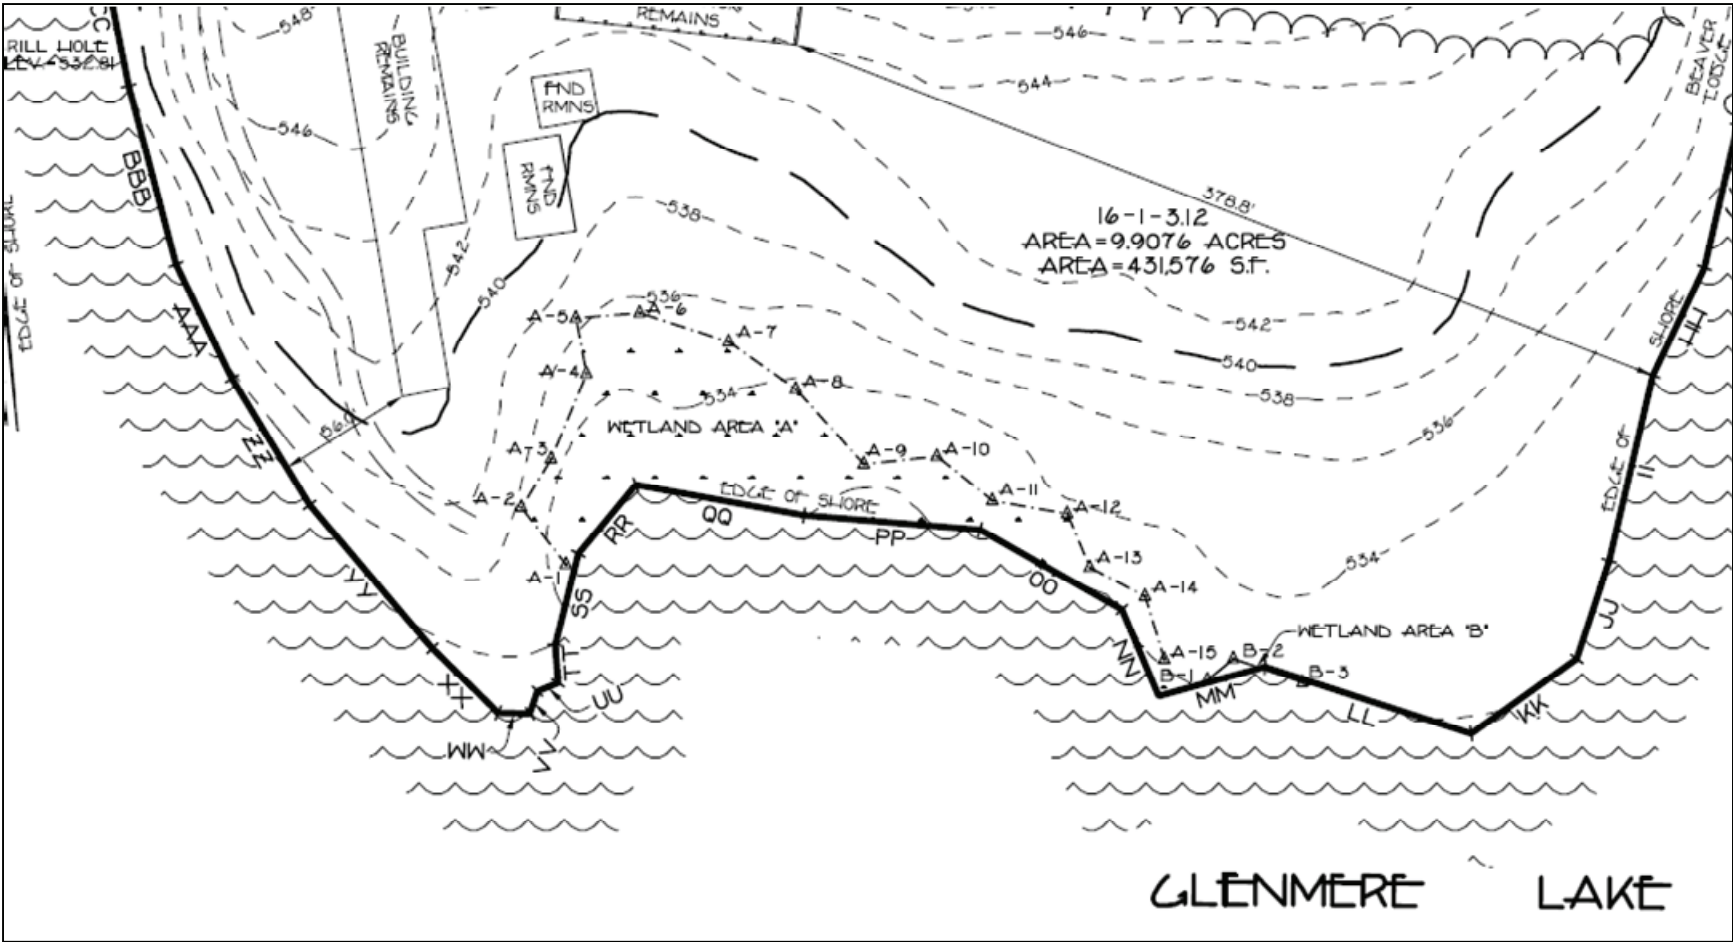 CC
REMAINS
548
546
RILL HOLE
LEV=532.81
BUILDING
REMAINS
BEAVER
LODGE
544
FND
RMNS
546
BBB
FND
RMNS
EDGE OF SHORE
538
378.8'
16-1-3.12
AREA=9.9076 ACRES
AREA=431,576 S.F.
542
540
536
A-5
A-6
A-7
542
540
SHORE
HH
AAA
A-4
A-8
534
538
56.0'
WETLAND AREA "A"
536
ZZ
A-3
A-9
A-10
EDGE OF
II
A-2
EDGE OF SHORE
A-11
A-12
QQ
RR
PP
A-13
534
A-1
YY
SS
OO
A-14
JJ
WETLAND AREA "B"
NN
A-15
B-2
TT
B-1
B-3
XX
UU
MM
LL
KK
WW
VV
GLENMERE LAKE